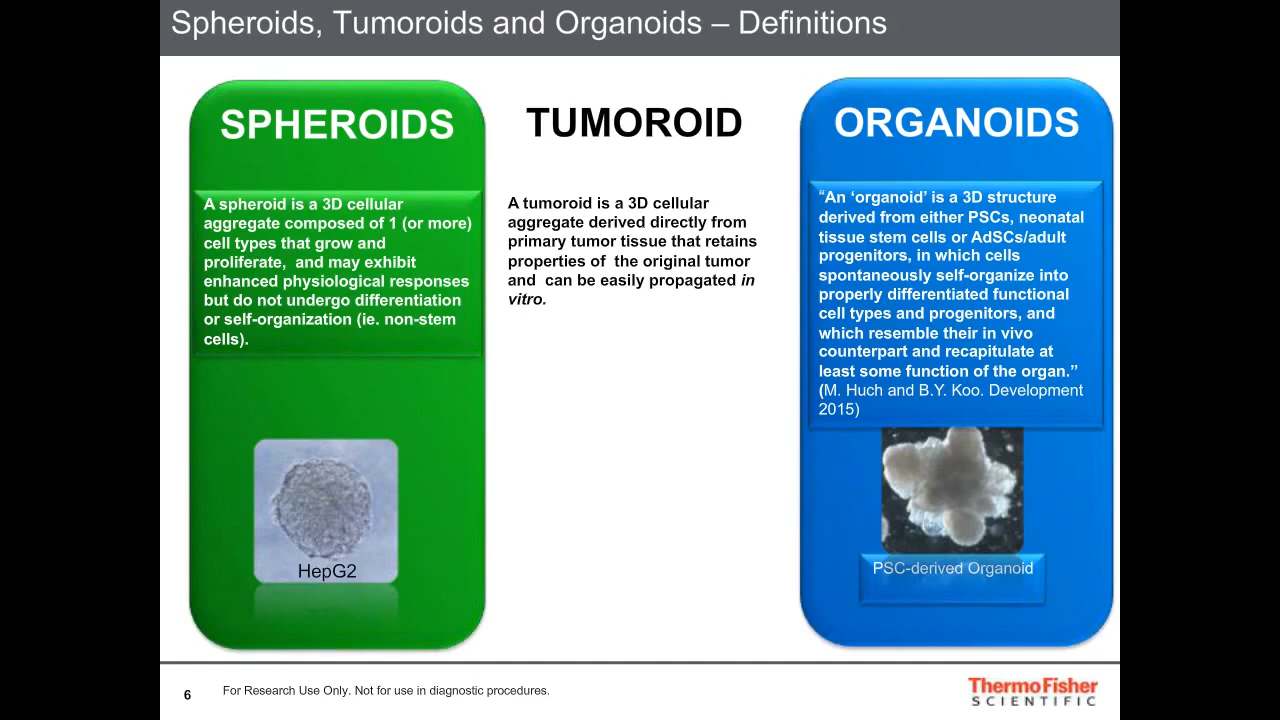 Spheroids, Tumoroids and Organoids – Definitions
SPHEROIDS
A spheroid is a 3D cellular
aggregate composed of 1 (or more)
cell types that grow and
proliferate,  and may exhibit
enhanced physiological responses
but do not undergo differentiation
or self-organization (ie. non-stem
cells).
HepG2
TUMOROID
A tumoroid is a 3D cellular
aggregate derived directly from
primary tumor tissue that retains
properties of  the original tumor
and  can be easily propagated in
vitro.
ORGANOIDS
“An ‘organoid’ is a 3D structure
derived from either PSCs, neonatal
tissue stem cells or AdSCs/adult
progenitors, in which cells
spontaneously self-organize into
properly differentiated functional
cell types and progenitors, and
which resemble their in vivo
counterpart and recapitulate at
least some function of the organ.”
(M. Huch and B.Y. Koo. Development
2015)
PSC-derived Organoid
6
For Research Use Only. Not for use in diagnostic procedures.
ThermoFisher
SCIENTIFIC